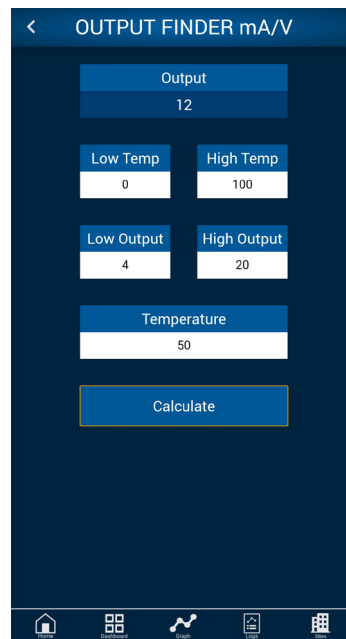 OUTPUT FINDER mA/V
Output
12
Low Temp High Temp
0 100
Low Output High Output
4 20
Temperature
50
Calculate
Home Dashboard Graph Logs Sites